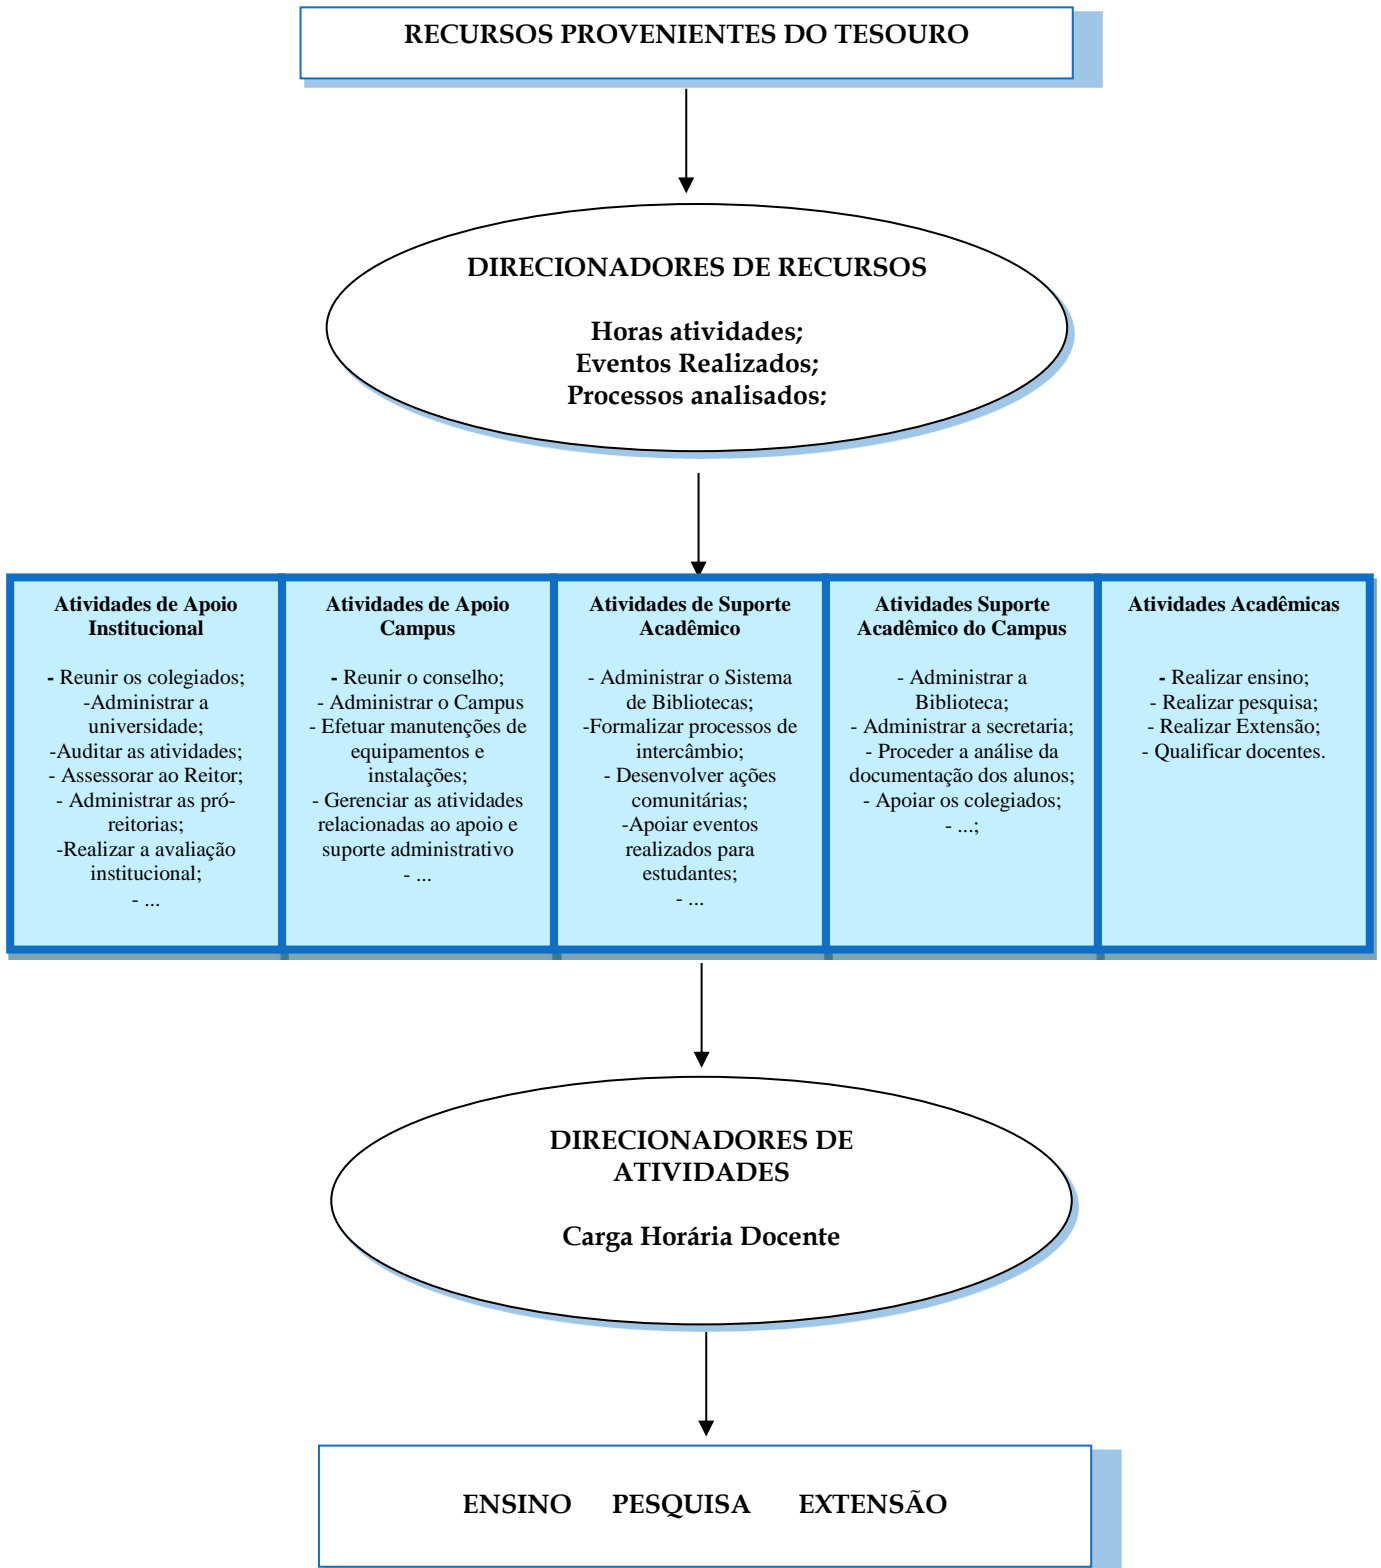 RECURSOS PROVENIENTES DO TESOURO
DIRECIONADORES DE RECURSOS
Horas atividades;
Eventos Realizados;
Processos analisados;
Atividades de Apoio
Institucional
- Reunir os colegiados;
-Administrar a
universidade;
-Auditar as atividades;
- Assessorar ao Reitor;
- Administrar as pró-
reitorias;
-Realizar a avaliação
institucional;
- ...
Atividades de Apoio
Campus
- Reunir o conselho;
- Administrar o Campus
- Efetuar manutenções de
equipamentos e
instalações;
- Gerenciar as atividades
relacionadas ao apoio e
suporte administrativo
- ...
Atividades de Suporte
Acadêmico
- Administrar o Sistema
de Bibliotecas;
-Formalizar processos de
intercâmbio;
- Desenvolver ações
comunitárias;
-Apoiar eventos
realizados para
estudantes;
- ...
Atividades Suporte
Acadêmico do Campus
- Administrar a
Biblioteca;
- Administrar a secretaria;
- Proceder a análise da
documentação dos alunos;
- Apoiar os colegiados;
- ...;
Atividades Acadêmicas
- Realizar ensino;
- Realizar pesquisa;
- Realizar Extensão;
- Qualificar docentes.
DIRECIONADORES DE
ATIVIDADES
Carga Horária Docente
ENSINO PESQUISA EXTENSÃO